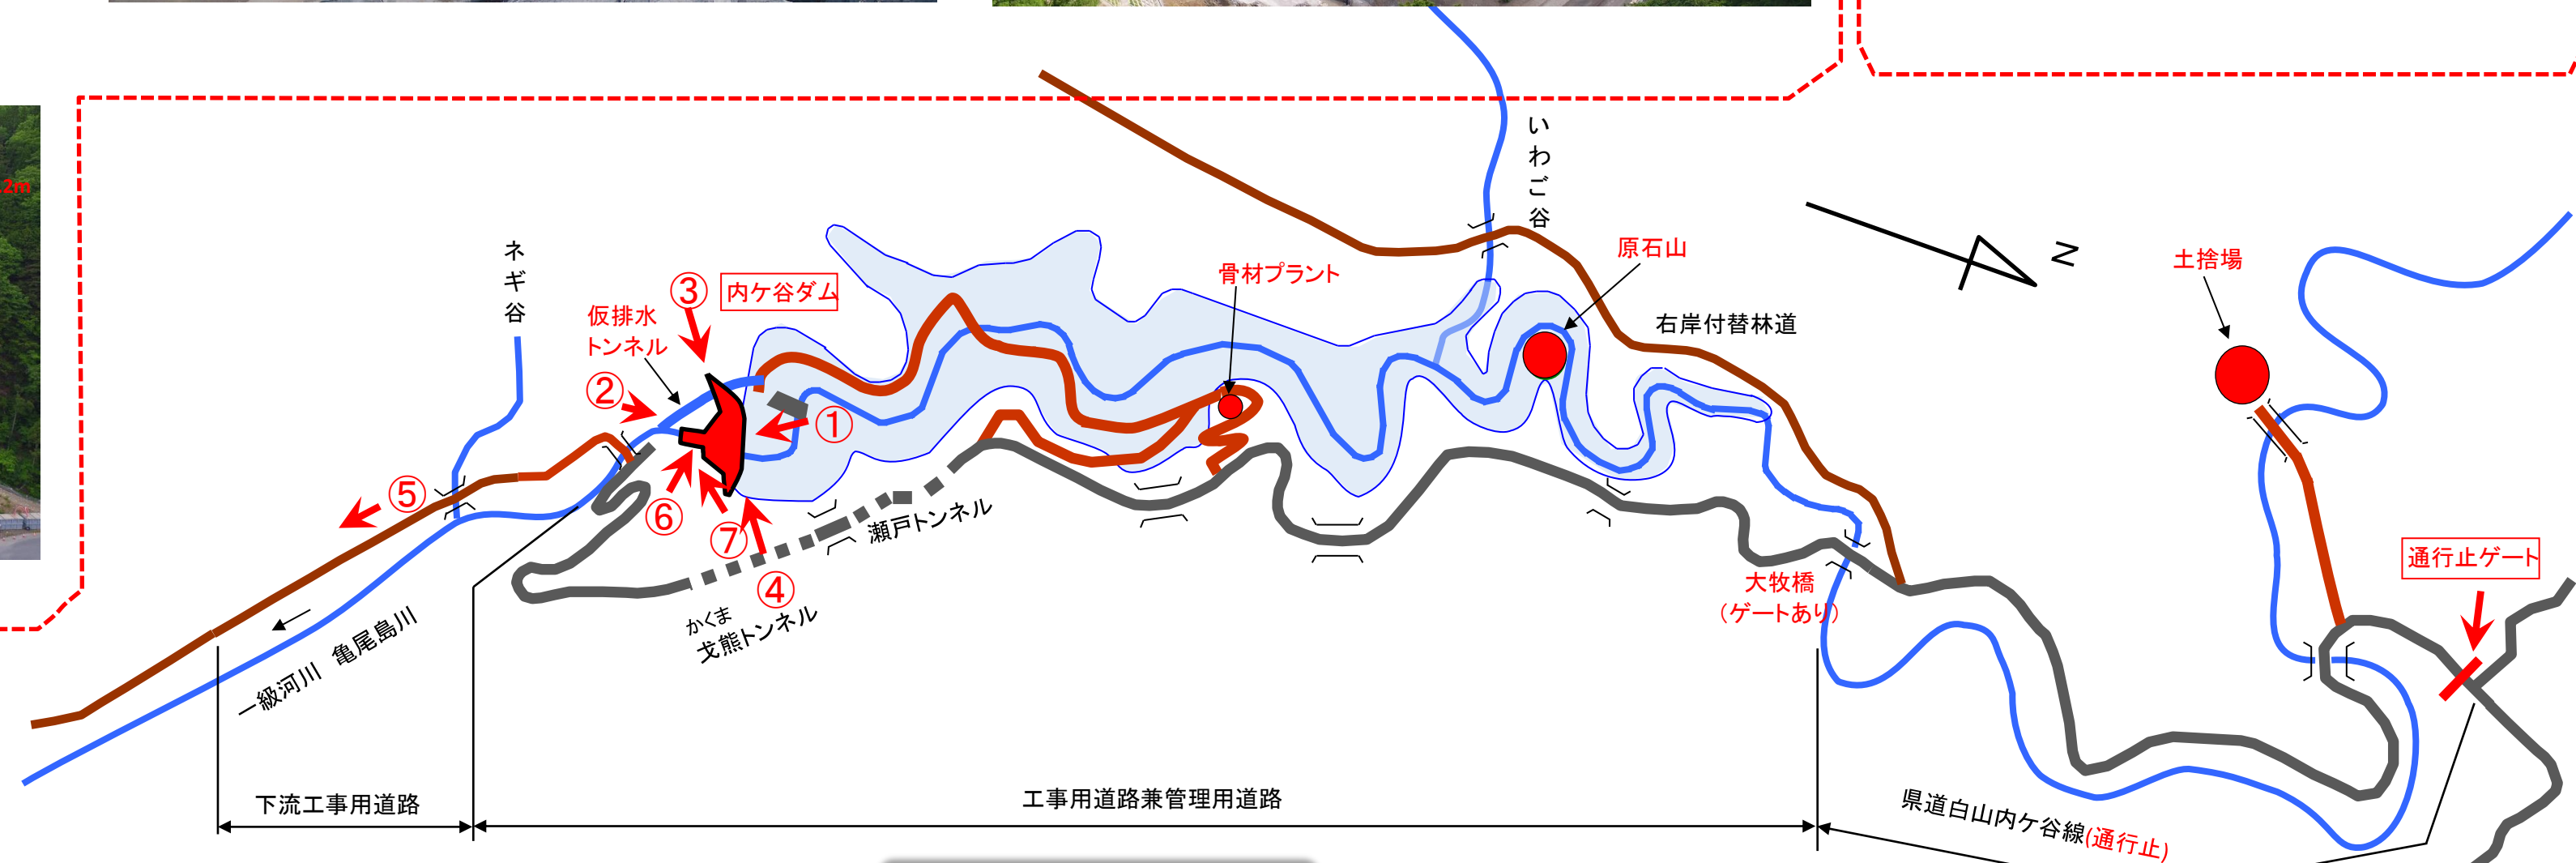 .2m
いわご谷
ネギ谷
原石山
骨材プラント
土捨場
N
③
内ケ谷ダム
仮排水
トンネル
右岸付替林道
②
①
⑤
⑥
⑦
瀬戸トンネル
④
通行止ゲート
大牧橋
（ゲートあり）
かくま
戈熊トンネル
一級河川 亀尾島川
下流工事用道路
工事用道路兼管理用道路
県道白山内ケ谷線(通行止)